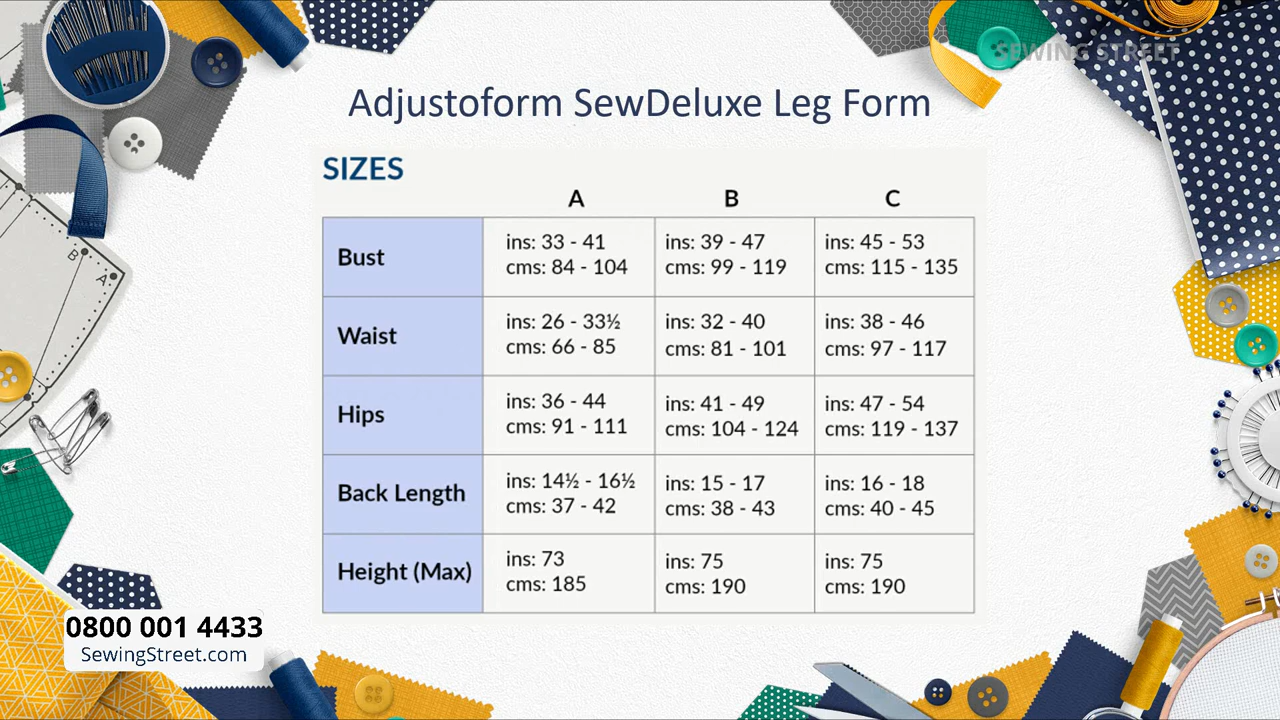 SEWING STREET
Adjustoform SewDeluxe Leg Form
SIZES
A B C
Bust
ins: 33 - 41
cms: 84 - 104
ins: 39 - 47
cms: 99 - 119
ins: 45 - 53
cms: 115 - 135
Waist
ins: 26 - 33½
cms: 66 - 85
ins: 32 - 40
cms: 81 - 101
ins: 38 - 46
cms: 97 - 117
Hips
ins: 36 - 44
cms: 91 - 111
ins: 41 - 49
cms: 104 - 124
ins: 47 - 54
cms: 119 - 137
Back Length
ins: 14½ - 16½
cms: 37 - 42
ins: 15 - 17
cms: 38 - 43
ins: 16 - 18
cms: 40 - 45
Height (Max)
ins: 73
cms: 185
ins: 75
cms: 190
ins: 75
cms: 190
B
A
0800 001 4433
SewingStreet.com